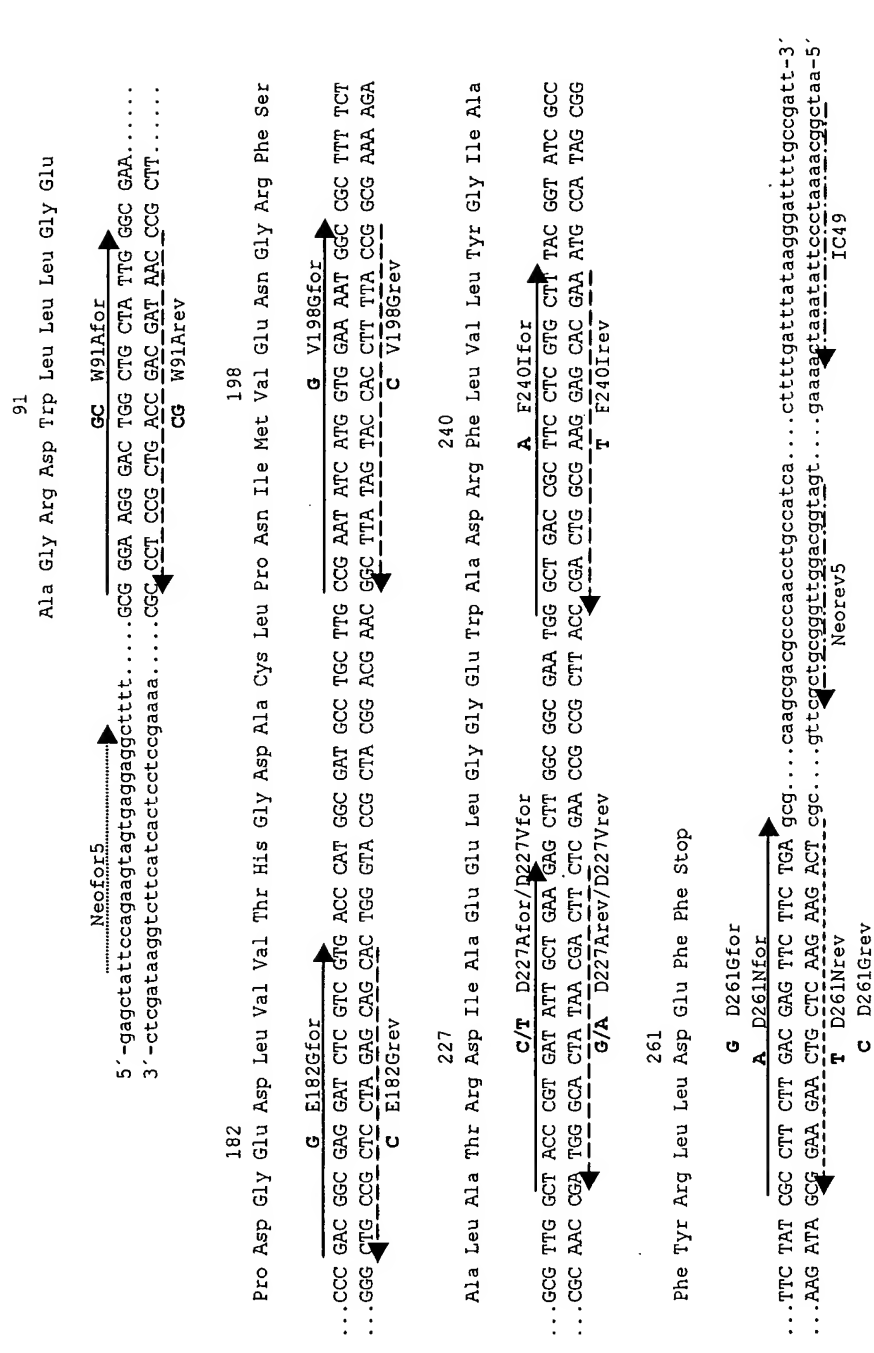 91
Ala Gly Arg Asp Trp Leu Leu Leu Gly Glu
Neofor5
GC W91Afor
5´-gagctattccagaagtagtgaggaggctttt.....GCG GGA AGG GAC TGG CTG CTA TTG GGC GAA......
3´-ctcgataaggtcttcatcactcctccgaaaa.....CGC CCT CCG CTG ACC GAC GAT AAC CCG CTT......
CG W91Arev
182 198
Pro Asp Gly Glu Asp Leu Val Val Thr His Gly Asp Ala Cys Leu Pro Asn Ile Met Val Glu Asn Gly Arg Phe Ser
G E182Gfor G V198Gfor
...CCC GAC GGC GAG GAT CTC GTC GTG ACC CAT GGC GAT GCC TGC TTG CCG AAT ATC ATG GTG GAA AAT GGC CGC TTT TCT
...GGG CTG CCG CTC CTA GAG CAG CAC TGG GTA CCG CTA CGG ACG AAC GGC TTA TAG TAC CAC CTT TTA CCG GCG AAA AGA
C E182Grev C V198Grev
227 240
Ala Leu Ala Thr Arg Asp Ile Ala Glu Glu Leu Gly Gly Glu Trp Ala Asp Arg Phe Leu Val Leu Tyr Gly Ile Ala
C/T D227Afor/D227Vfor A F240Ifor
...GCG TTG GCT ACC CGT GAT ATT GCT GAA GAG CTT GGC GGC GAA TGG GCT GAC CGC TTC CTC GTG CTT TAC GGT ATC GCC
...CGC AAC CGA TGG GCA CTA TAA CGA CTT CTC GAA CCG CCG CTT ACC CGA CTG GCG AAG GAG CAC GAA ATG CCA TAG CGG
G/A D227Arev/D227Vrev T F240Irev
261
Phe Tyr Arg Leu Leu Asp Glu Phe Phe Stop
G D261Gfor
A D261Nfor
...TTC TAT CGC CTT CTT GAC GAG TTC TTC TGA gcg....caagcgacgcccaacctgccatca....cttttgatttataagggattttgccgatt-3´
...AAG ATA GCG GAA GAA CTG CTC AAG AAG ACT cgc....gttcgctgcgggttggacggtagt....gaaaactaaatattccctaaaacggctaa-5´
T D261Nrev Neorev5 IC49
C D261Grev